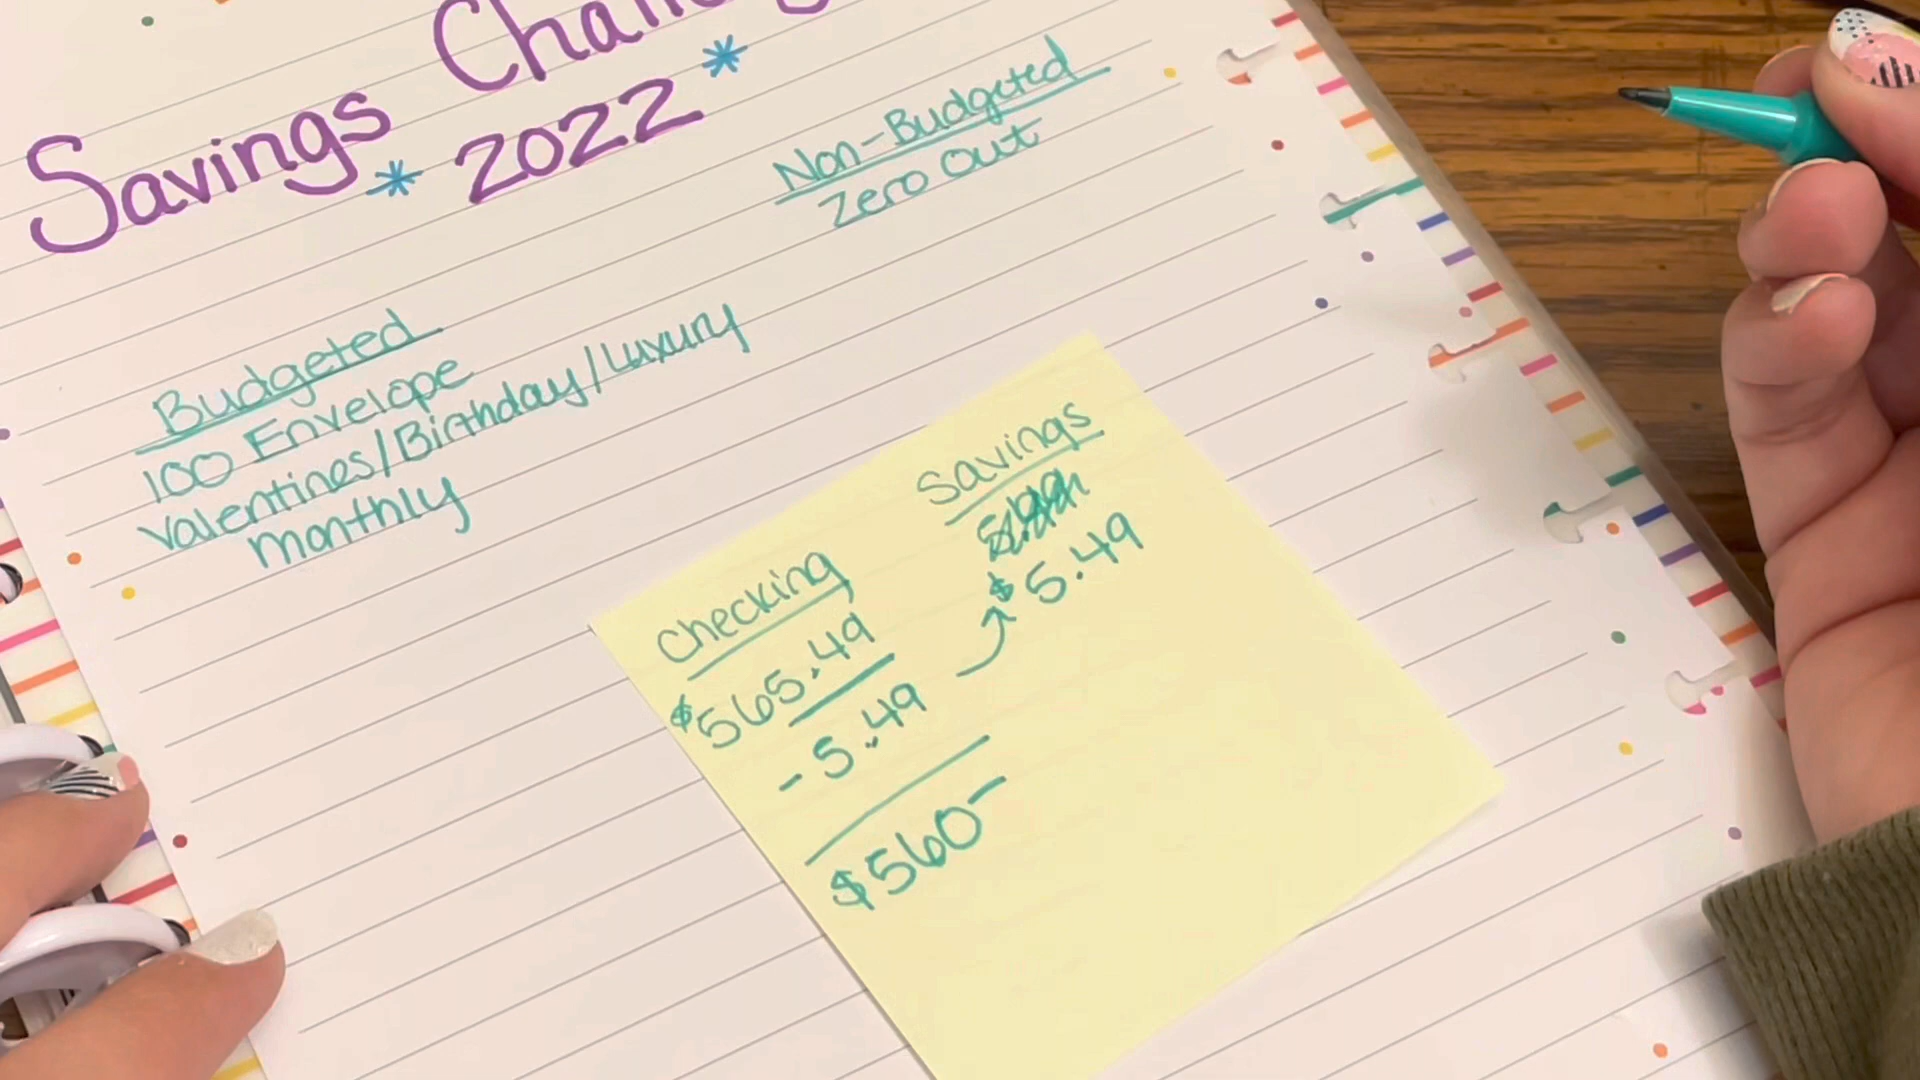 Savings
* 2022 *
Non-Budgeted
Zero Out
Budgeted
100 Envelope
Valentines/Birthday/Luxury
monthly
Checking
$565.49
- 5.49
$560-
Savings
$5.49